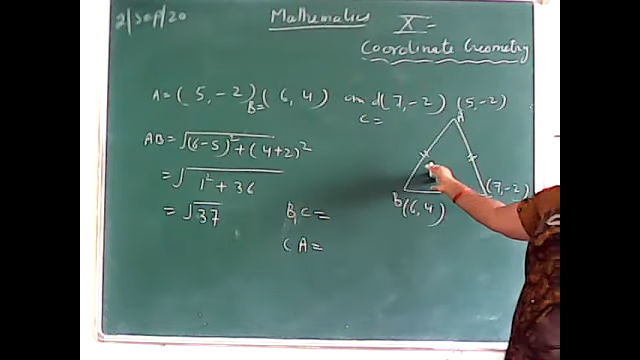 2/Sep/20
Mathematics X
Coordinate Geometry
A = (5, -2) B= (6, 4) and (7, -2)
C=
(5, -2)
A
AB = √(6-5)² + (4+2)²
= √1² + 36
= √37
BC =
CA =
B(6, 4)
(7, -2)